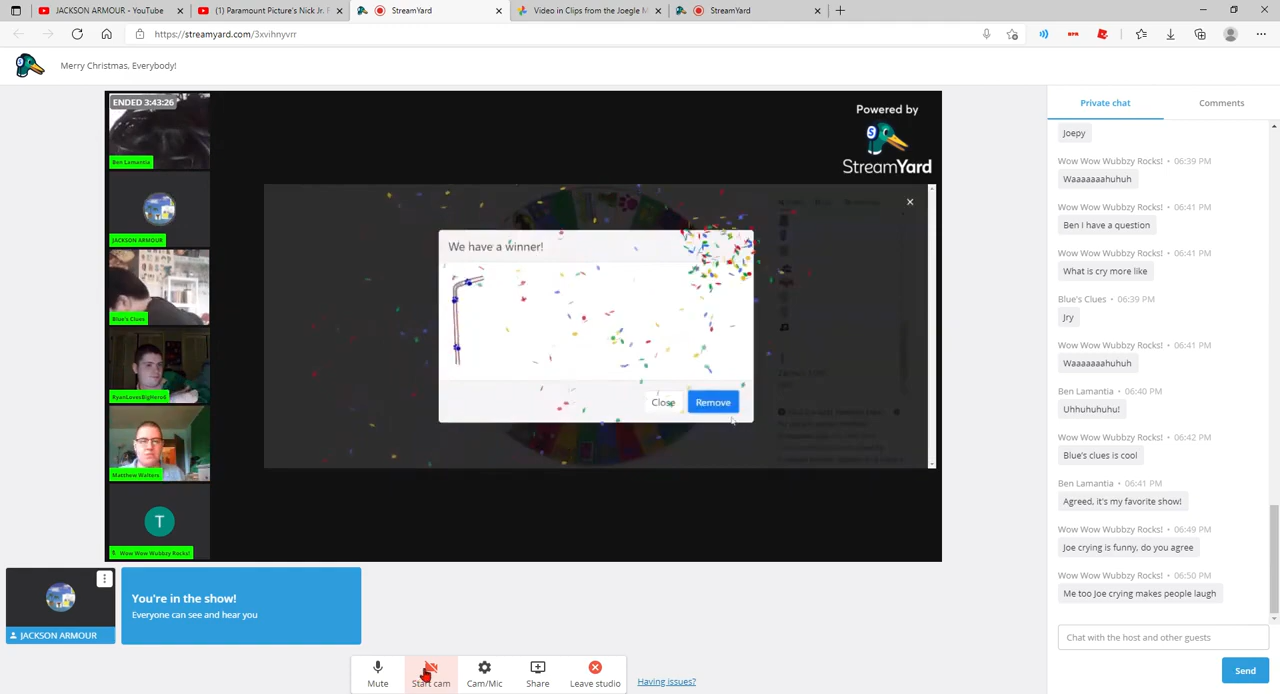 JACKSON ARMOUR - YouTube
(1) Paramount Picture's Nick Jr. F
StreamYard
Video in Clips from the Joegle M
StreamYard
https://streamyard.com/3xvihnyvrr
Merry Christmas, Everybody!
ENDED 3:43:26
Ben Lamantia
JACKSON ARMOUR
Blue's Clues
RyanLovesBigHero6
Matthew Walters
T
Wow Wow Wubbzy Rocks!
Powered by
StreamYard
We have a winner!
Close
Remove
JACKSON ARMOUR
You're in the show!
Everyone can see and hear you
Mute
Start cam
Cam/Mic
Share
Leave studio
Having issues?
Private chat
Comments
Joepy
Wow Wow Wubbzy Rocks! • 06:39 PM
Waaaaaaahuhuh
Wow Wow Wubbzy Rocks! • 06:41 PM
Ben I have a question
Wow Wow Wubbzy Rocks! • 06:41 PM
What is cry more like
Blue's Clues • 06:39 PM
Jry
Wow Wow Wubbzy Rocks! • 06:41 PM
Waaaaaaahuhuh
Ben Lamantia • 06:40 PM
Uhhuhuhuhu!
Wow Wow Wubbzy Rocks! • 06:42 PM
Blue's clues is cool
Ben Lamantia • 06:41 PM
Agreed, it's my favorite show!
Wow Wow Wubbzy Rocks! • 06:49 PM
Joe crying is funny, do you agree
Wow Wow Wubbzy Rocks! • 06:50 PM
Me too Joe crying makes people laugh
Chat with the host and other guests
Send